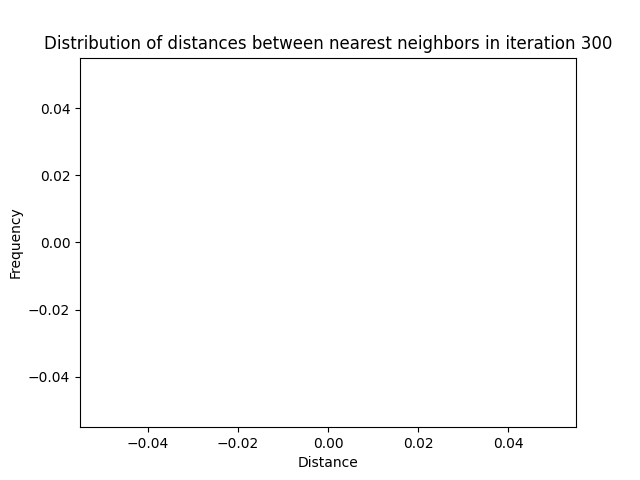 Distribution of distances between nearest neighbors in iteration 300
0.04
0.02
0.00
−0.02
−0.04
Frequency
−0.04 −0.02 0.00 0.02 0.04
Distance